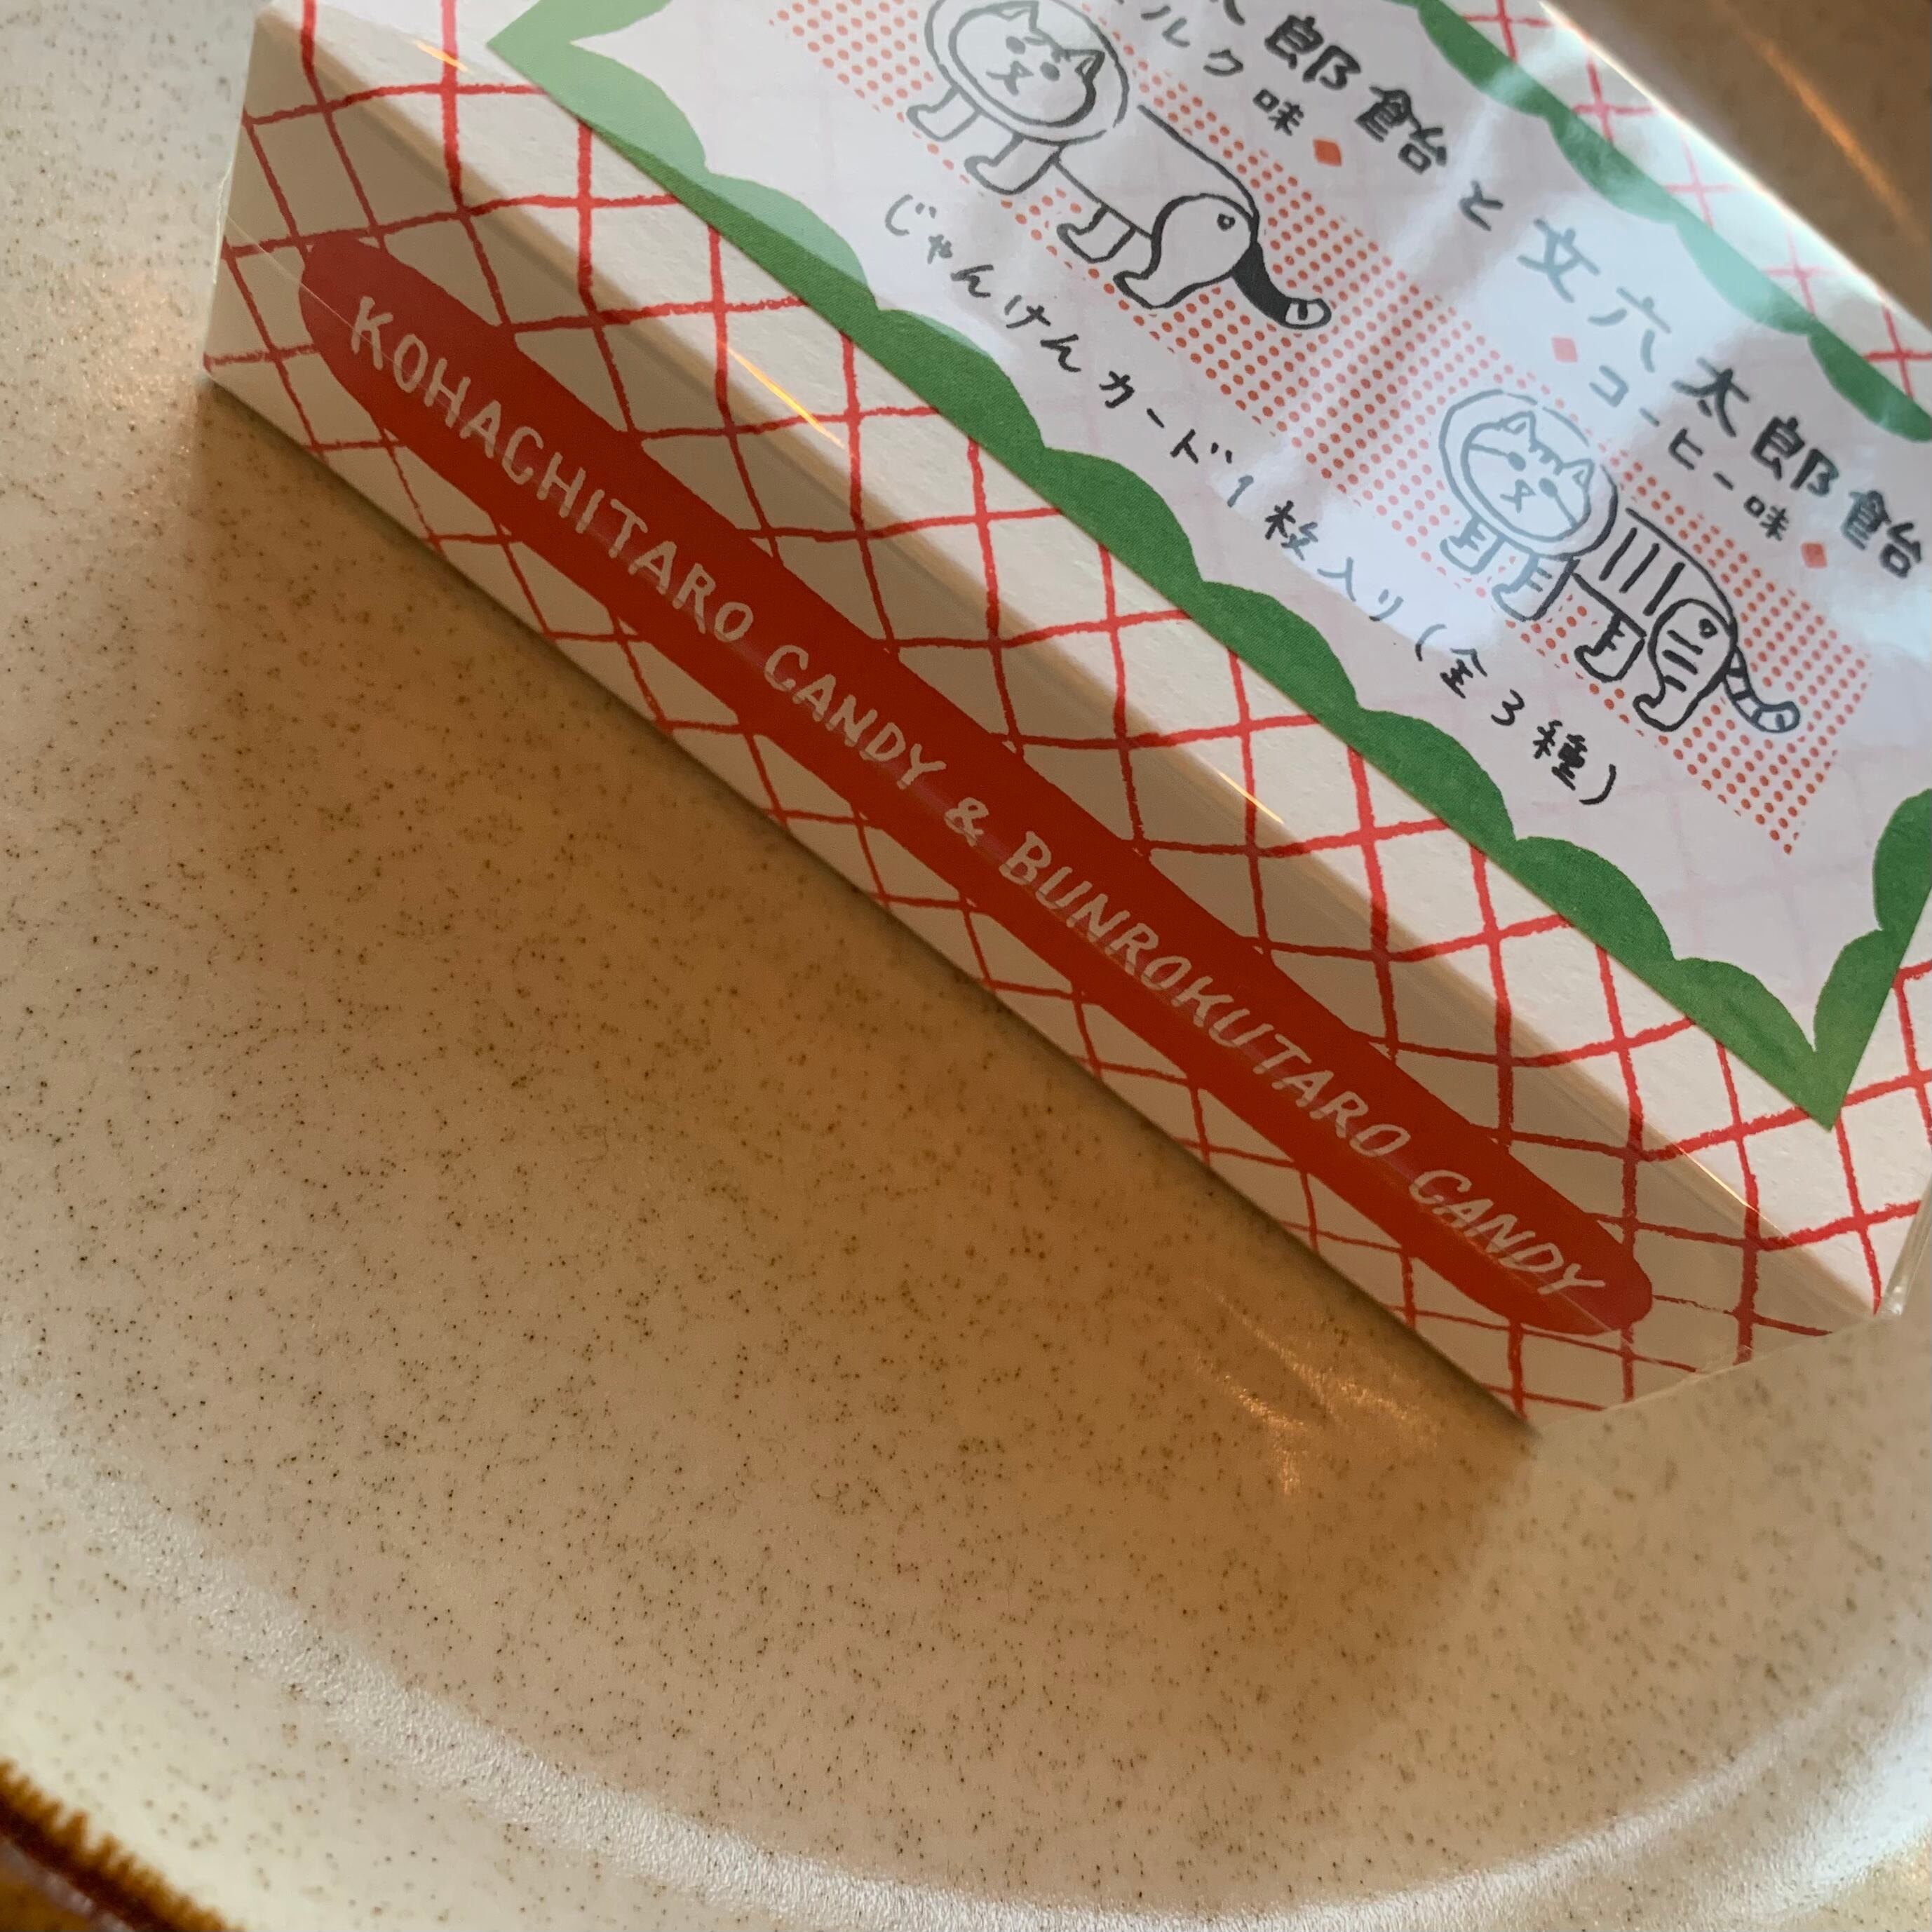 郎飴と文六太郎飴
ルク味
コーヒー味
じゃんけんカード1枚入り(全3種)
KOHACHITARO CANDY & BUNROKUTARO CANDY